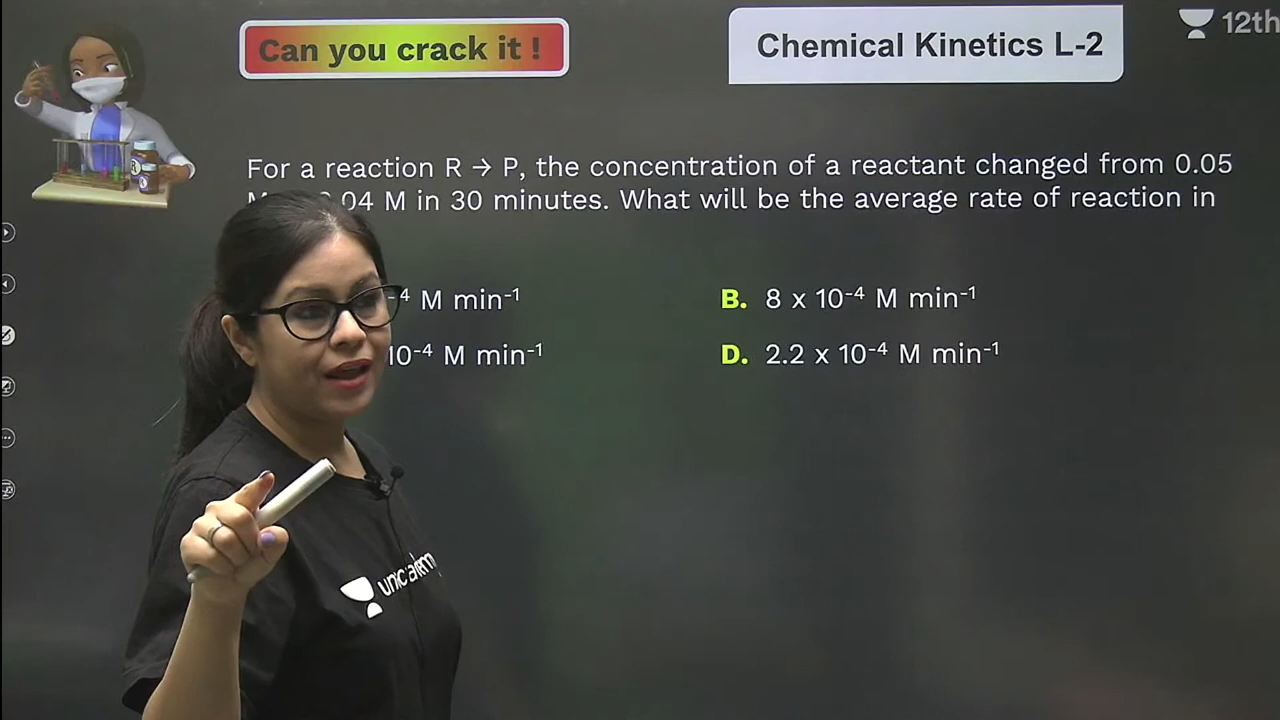 Can you crack it !
Chemical Kinetics L-2
12th
For a reaction R → P, the concentration of a reactant changed from 0.05
04 M in 30 minutes. What will be the average rate of reaction in
⁻⁴ M min⁻¹
B. 8 x 10⁻⁴ M min⁻¹
10⁻⁴ M min⁻¹
D. 2.2 x 10⁻⁴ M min⁻¹